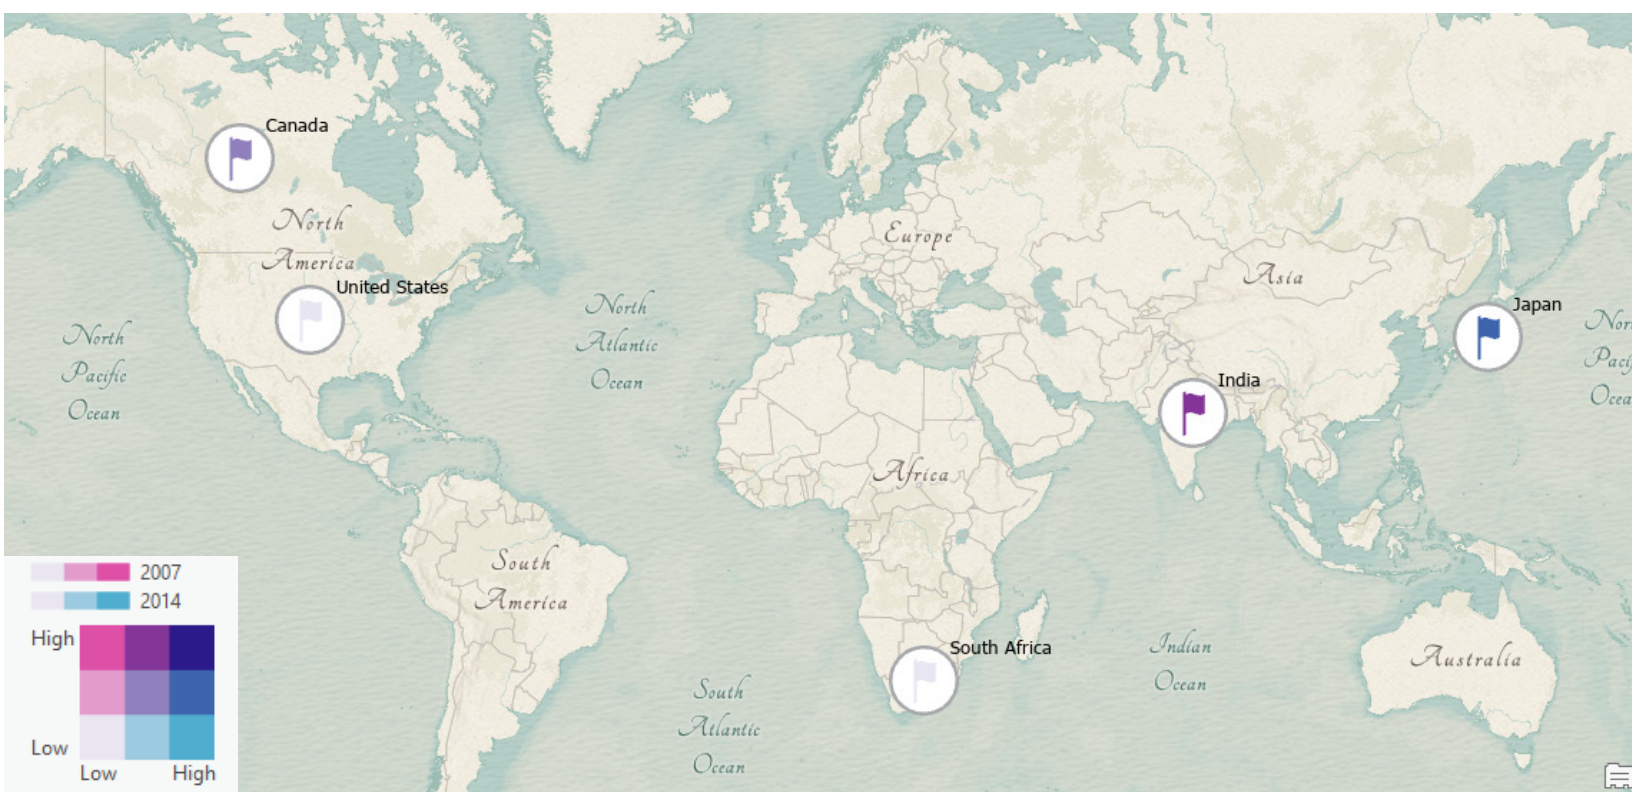 Canada
North
America
United States
North
Pacific
Ocean
North
Atlantic
Ocean
Europe
Asia
Japan
India
Africa
South
America
South Africa
Indian
Ocean
Australia
South
Atlantic
Ocean
2007
2014
High
Low
Low
High